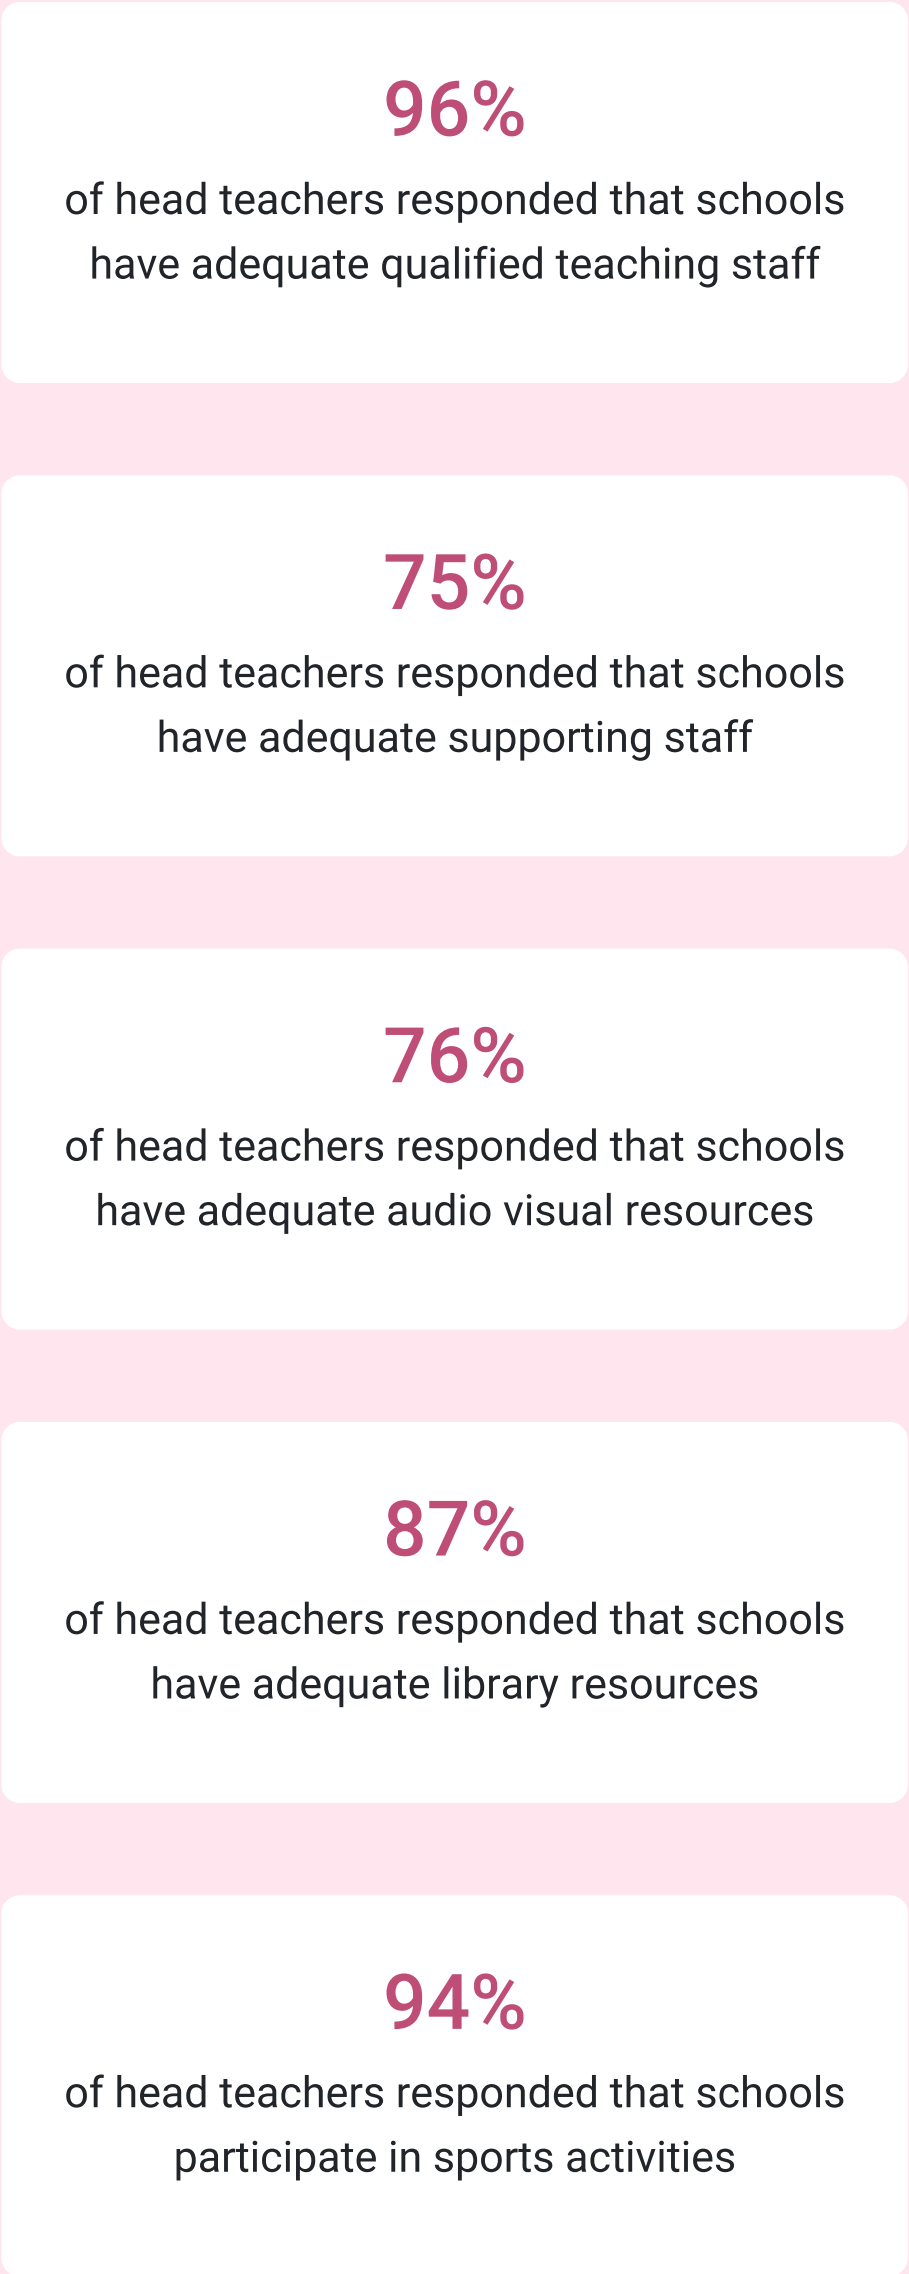 96%
of head teachers responded that schools
have adequate qualified teaching staff
75%
of head teachers responded that schools
have adequate supporting staff
76%
of head teachers responded that schools
have adequate audio visual resources
87%
of head teachers responded that schools
have adequate library resources
94%
of head teachers responded that schools
participate in sports activities